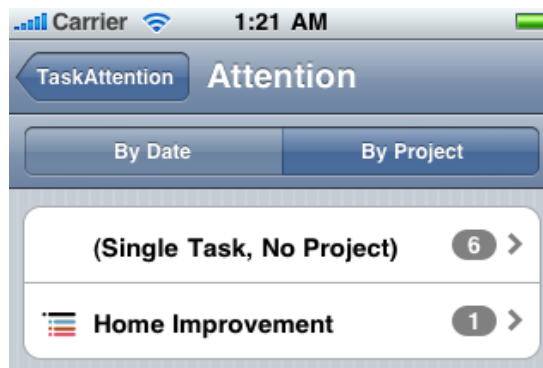 Carrier 1:21 AM
TaskAttention Attention
By Date By Project
(Single Task, No Project) 6
Home Improvement 1